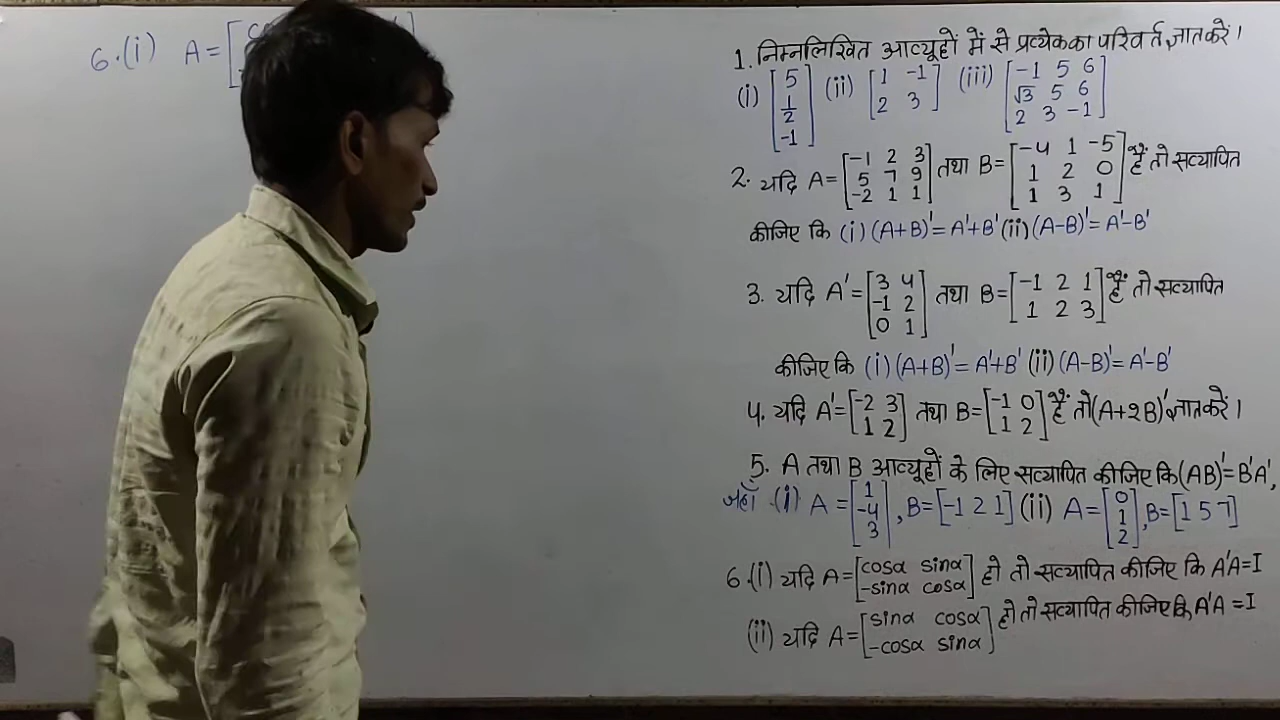 6.(i) A=[
1. निम्नलिखित आव्यूहों में से प्रत्येक का परिवर्त ज्ञात करें।
(i) [5 1/2 -1] (ii) [1 -1 2 3] (iii) [-1 5 6 √3 5 6 2 3 -1]
2. यदि A=[-1 2 3 5 7 9 -2 1 1] तथा B=[-4 1 -5 1 2 0 1 3 1] हैं तो सत्यापित
कीजिए कि (i) (A+B)'=A'+B' (ii) (A-B)'=A'-B'
3. यदि A'=[3 4 -1 2 0 1] तथा B=[-1 2 1 1 2 3] हैं तो सत्यापित
कीजिए कि (i) (A+B)'=A'+B' (ii) (A-B)'=A'-B'
4. यदि A'=[-2 3 1 2] तथा B=[-1 0 1 2] हैं तो (A+2B)' ज्ञात करें।
5. A तथा B आव्यूहों के लिए सत्यापित कीजिए कि (AB)'=B'A',
जहाँ (i) A=[1 -4 3], B=[-1 2 1] (ii) A=[0 1 2], B=[1 5 7]
6.(i) यदि A=[cosα sinα -sinα cosα] हो तो सत्यापित कीजिए कि A'A=I
(ii) यदि A=[sinα cosα -cosα sinα] हो तो सत्यापित कीजिए कि A'A=I